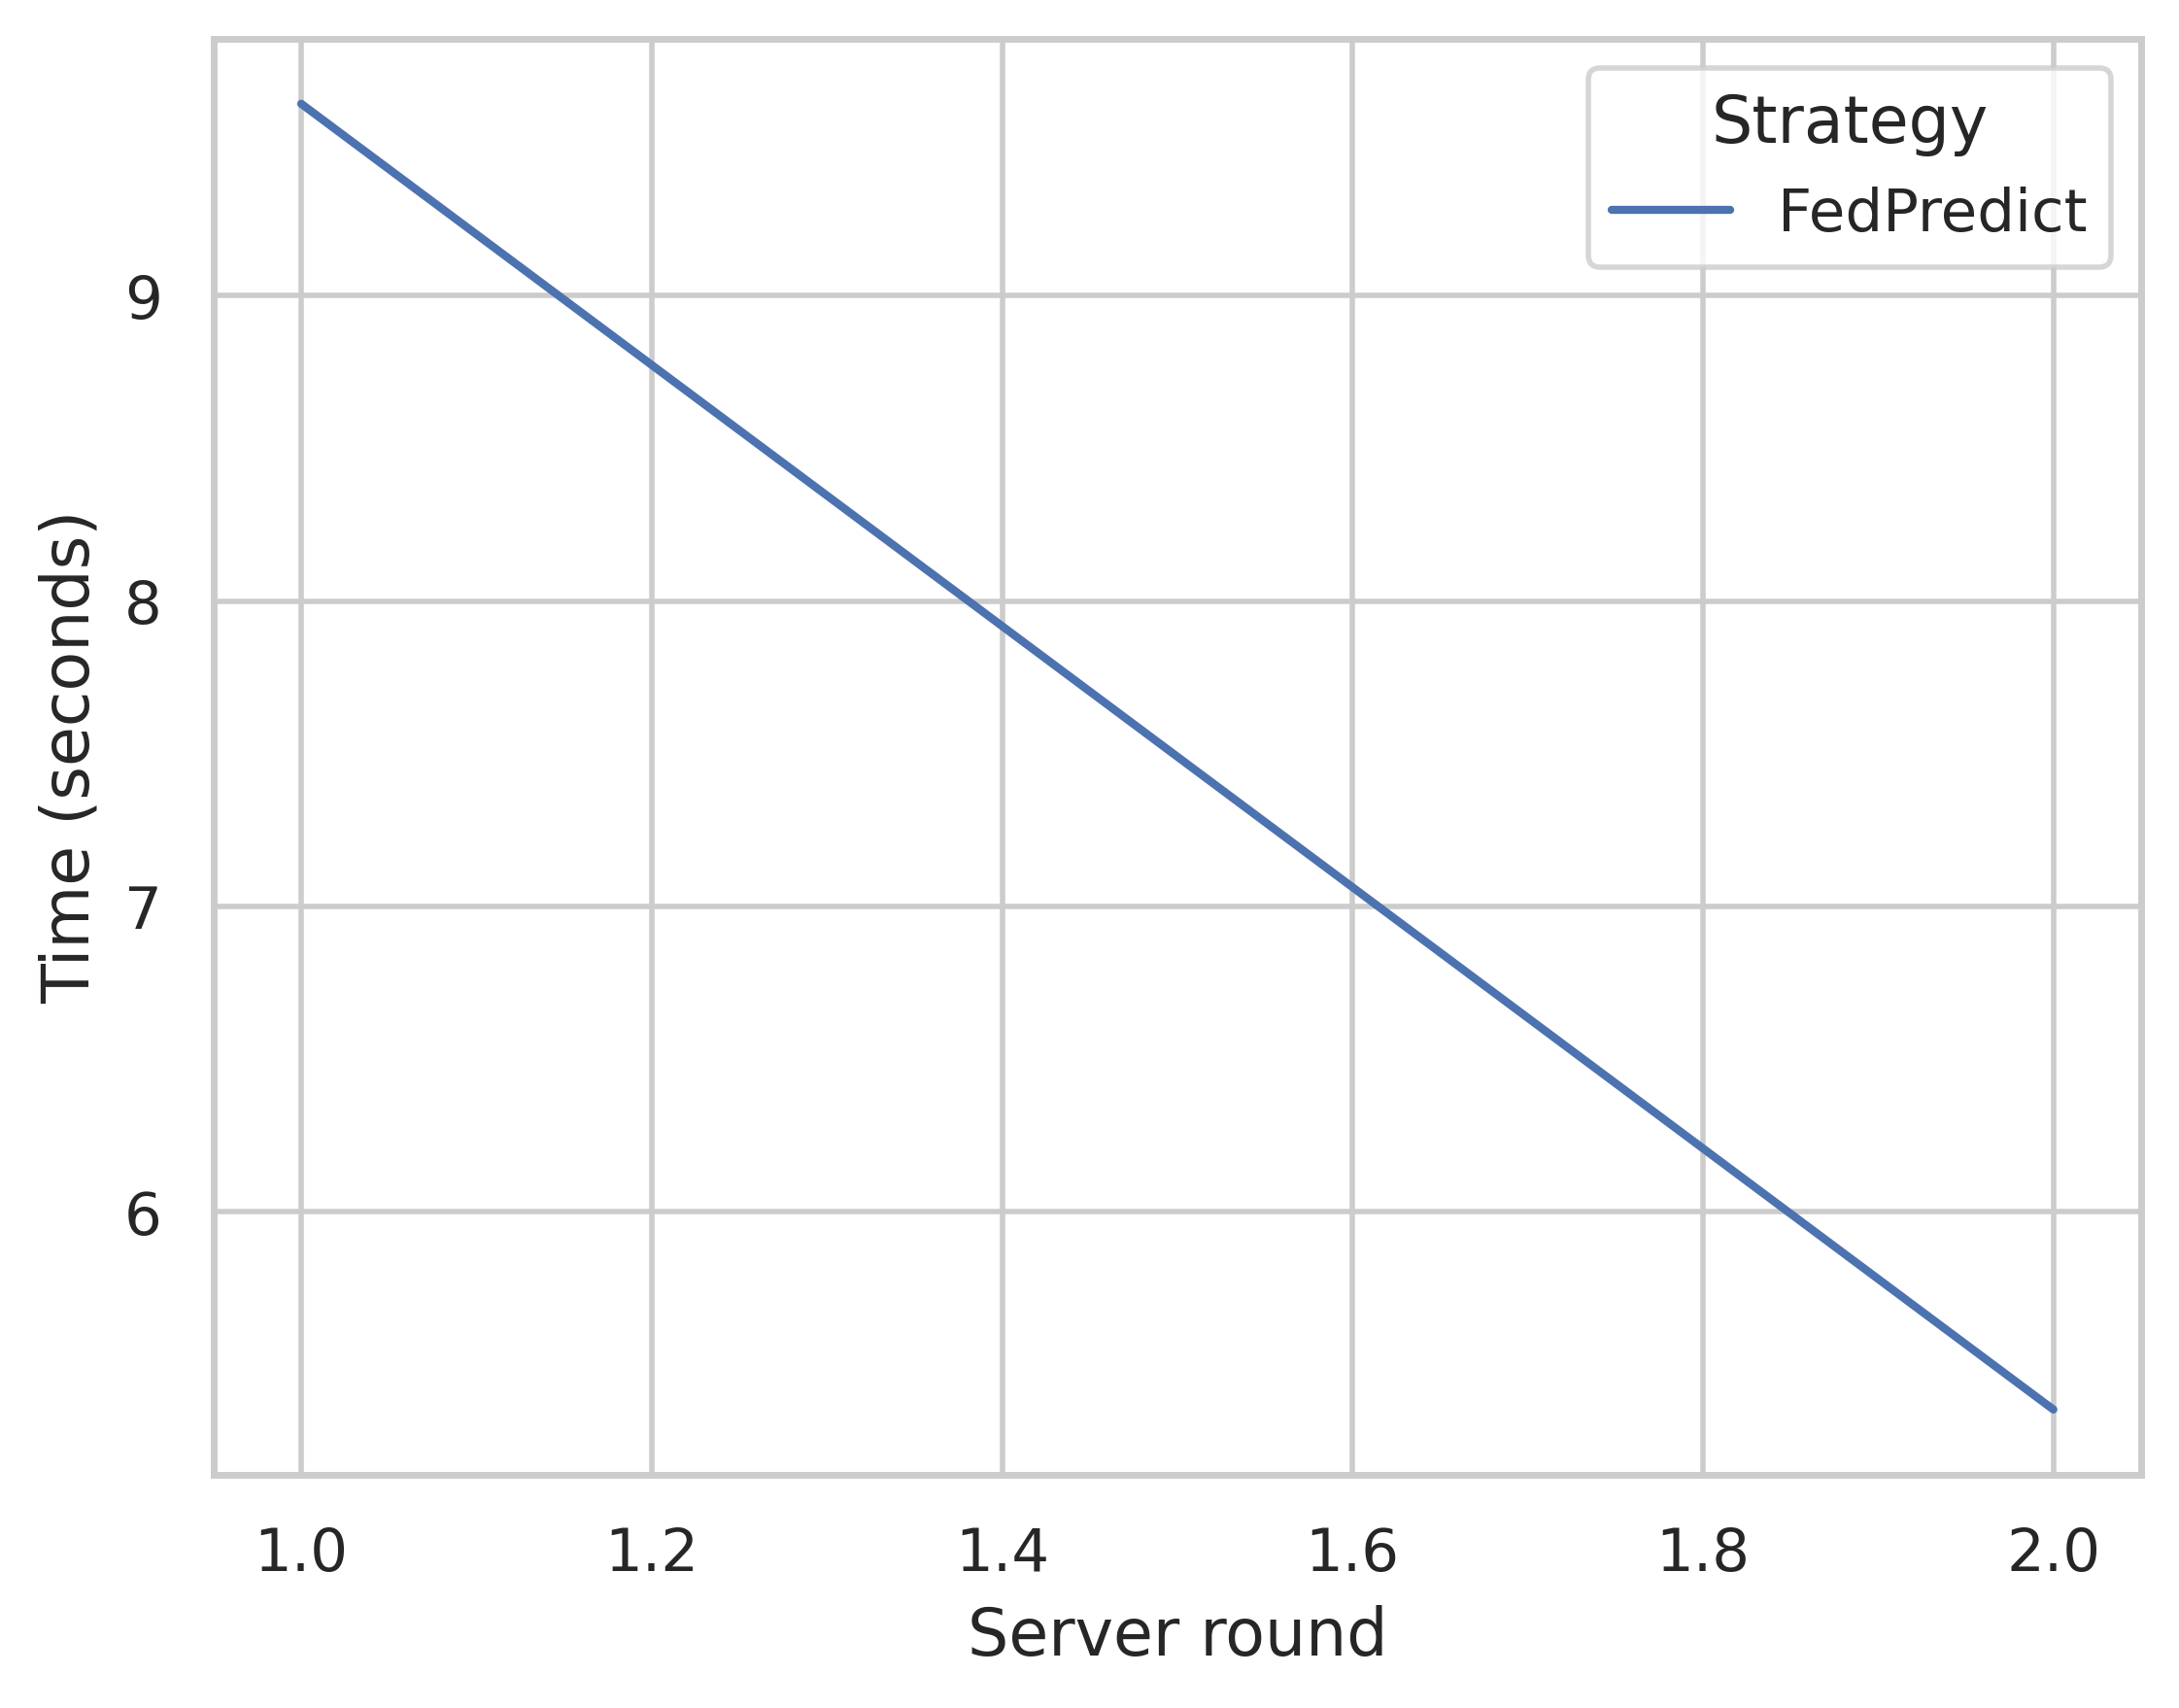 Strategy
FedPredict
Time (seconds)
9
8
7
6
1.0 1.2 1.4 1.6 1.8 2.0
Server round